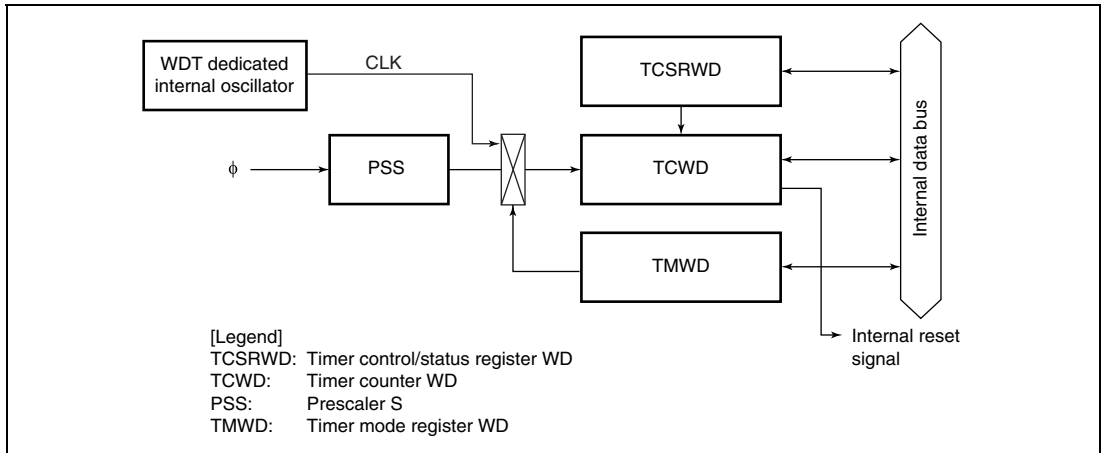 WDT dedicated
internal oscillator
CLK
TCSRWD
φ
PSS
TCWD
TMWD
Internal data bus
Internal reset
signal
[Legend]
TCSRWD: Timer control/status register WD
TCWD: Timer counter WD
PSS: Prescaler S
TMWD: Timer mode register WD